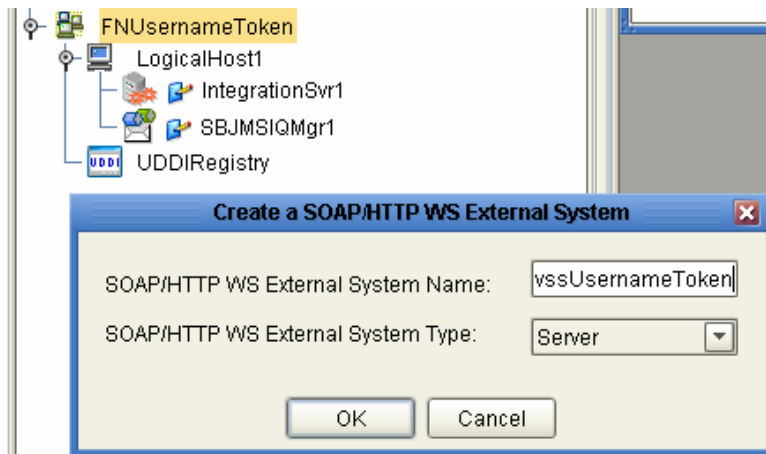 FNUsernameToken
LogicalHost1
IntegrationSvr1
SBJMSIQMgr1
UDDI UDDIRegistry
Create a SOAP/HTTP WS External System
SOAP/HTTP WS External System Name: vssUsernameToken
SOAP/HTTP WS External System Type: Server
OK Cancel